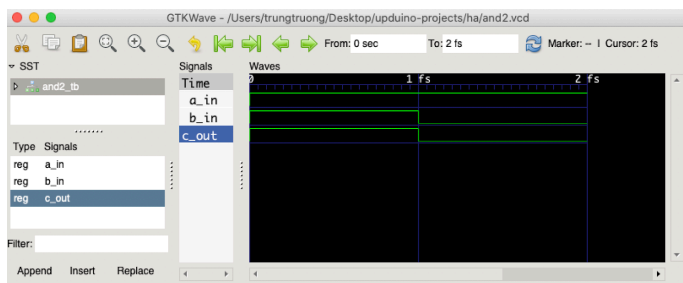 GTKWave - /Users/trungtruong/Desktop/upduino-projects/ha/and2.vcd
From: 0 sec To: 2 fs Marker: -- | Cursor: 2 fs
SST
and2_tb
Type Signals
reg a_in
reg b_in
reg c_out
Filter:
Append Insert Replace
Signals
Time
a_in
b_in
c_out
Waves
0 1 fs 2 fs